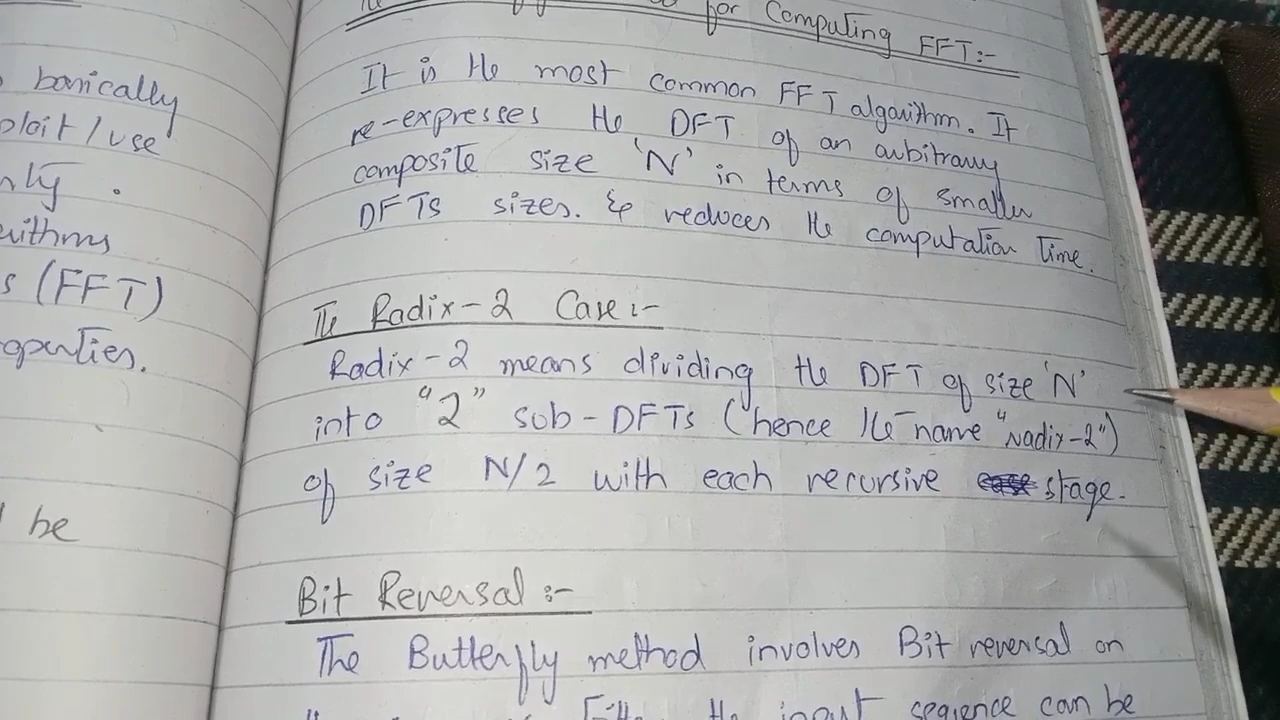 basically
ploit/use
nly.
rithms
s (FFT)
operties.
be
for Computing FFT:-
It is the most common FFT algorithm. It
re-expresses the DFT of an arbitrary
composite size 'N' in terms of smaller
DFTs sizes. & reduces the computation time.
The Radix-2 Case:-
Radix-2 means dividing the DFT of size 'N'
into "2" sub-DFTs (hence the name "radix-2")
of size N/2 with each recursive stage.
Bit Reversal:-
The Butterfly method involves Bit reversal on
the input sequence can be